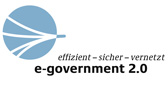 effizient – sicher – vernetzt
e-government 2.0